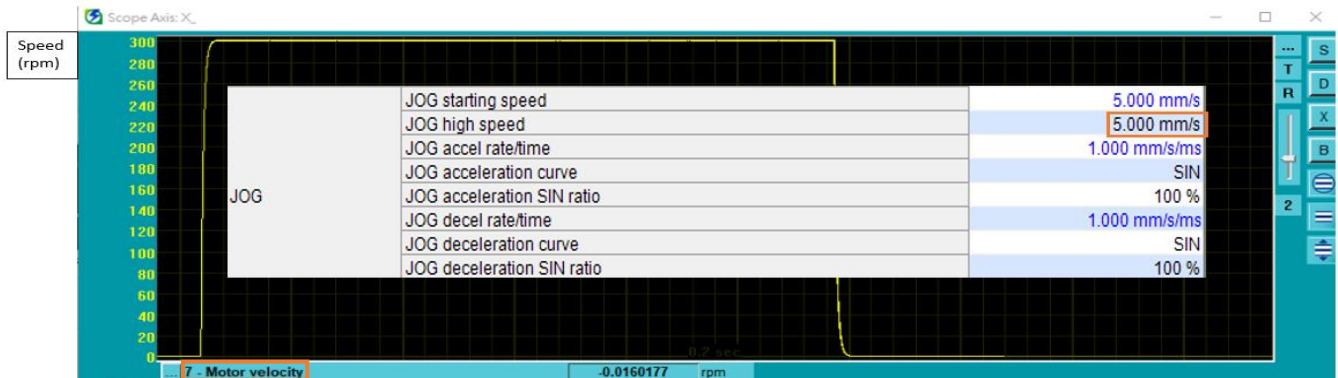 Scope Axis: X_
Speed
(rpm)
300
280
260
240
220
200
180
160
140
120
100
80
60
40
20
0
JOG
JOG starting speed 5.000 mm/s
JOG high speed 5.000 mm/s
JOG accel rate/time 1.000 mm/s/ms
JOG acceleration curve SIN
JOG acceleration SIN ratio 100 %
JOG decel rate/time 1.000 mm/s/ms
JOG deceleration curve SIN
JOG deceleration SIN ratio 100 %
0.2 sec
... 7 - Motor velocity -0.0160177 rpm
...
T
R
2
S
D
X
B